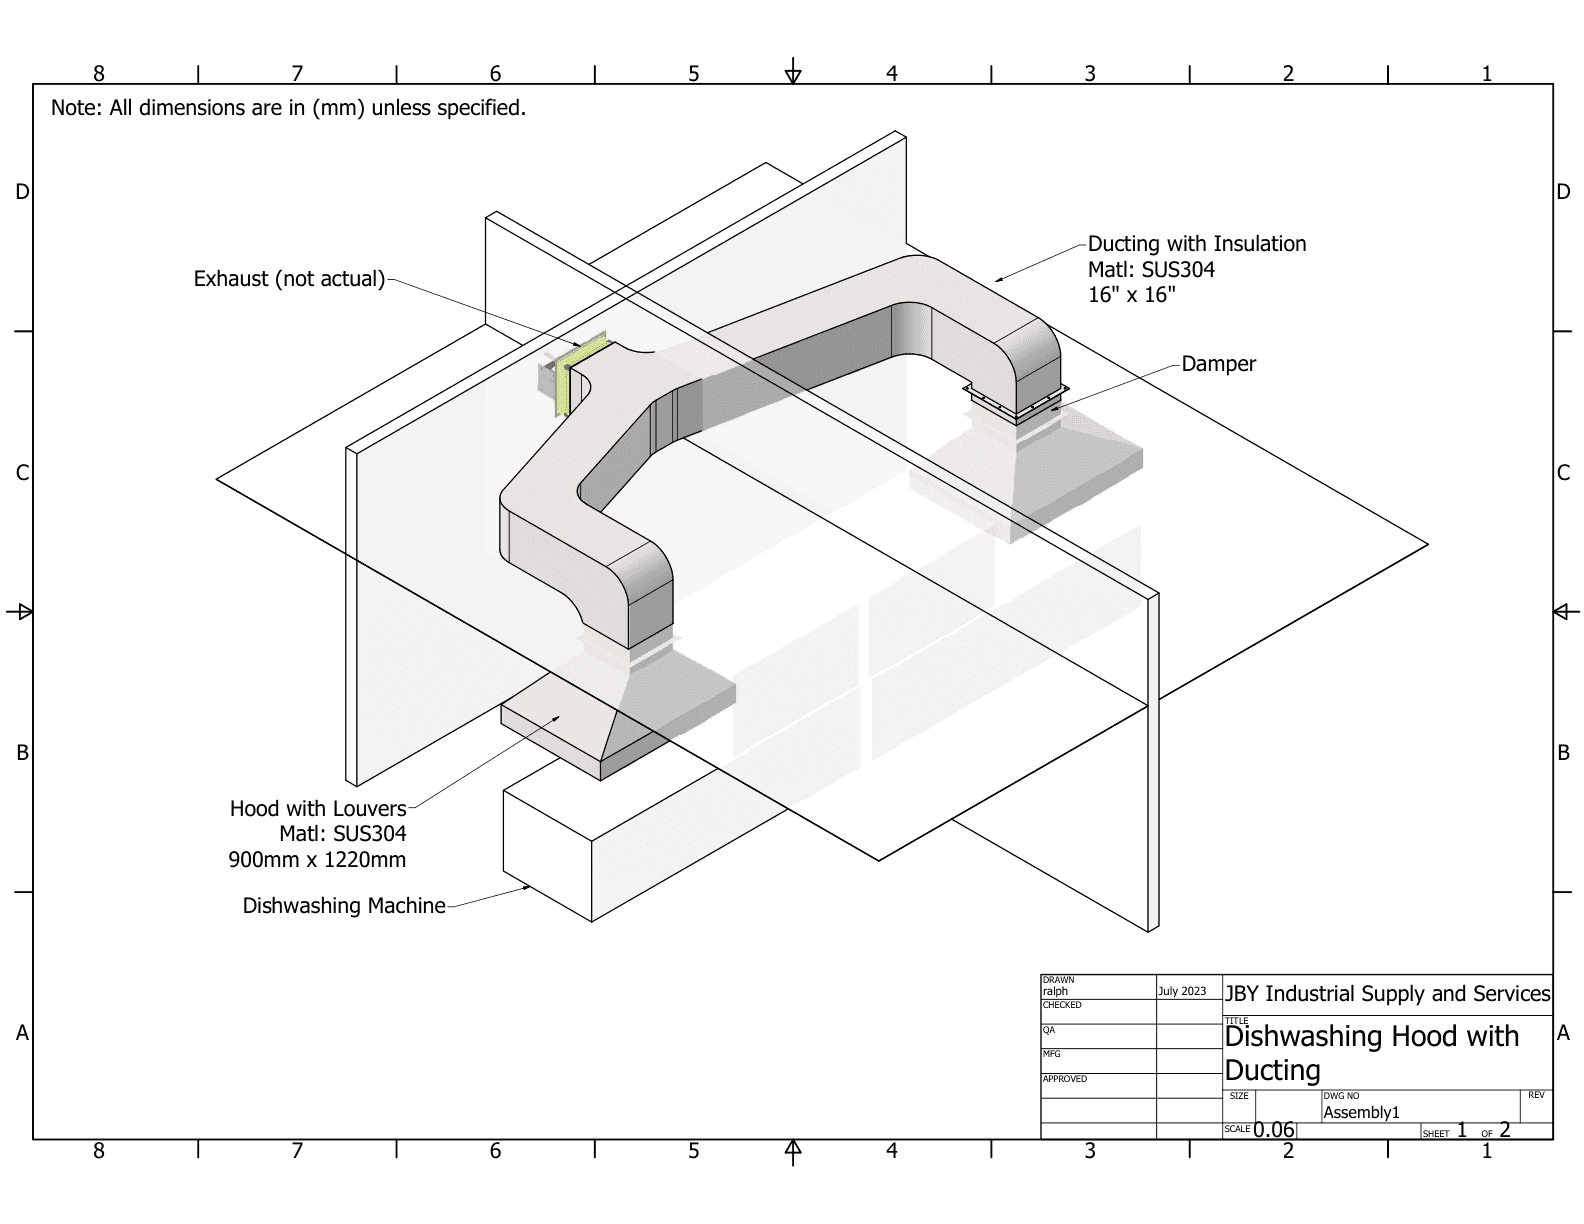 8 7 6 5 4 3 2 1
Note: All dimensions are in (mm) unless specified.
D D
Ducting with Insulation
Matl: SUS304
16" x 16"
Exhaust (not actual)
Damper
C C
B B
Hood with Louvers
Matl: SUS304
900mm x 1220mm
Dishwashing Machine
A A
DRAWN
ralph
July 2023
JBY Industrial Supply and Services
CHECKED
TITLE
Dishwashing Hood with
Ducting
QA
MFG
APPROVED
SIZE
DWG NO
Assembly1
REV
SCALE 0.06
SHEET 1 OF 2
8 7 6 5 4 3 2 1